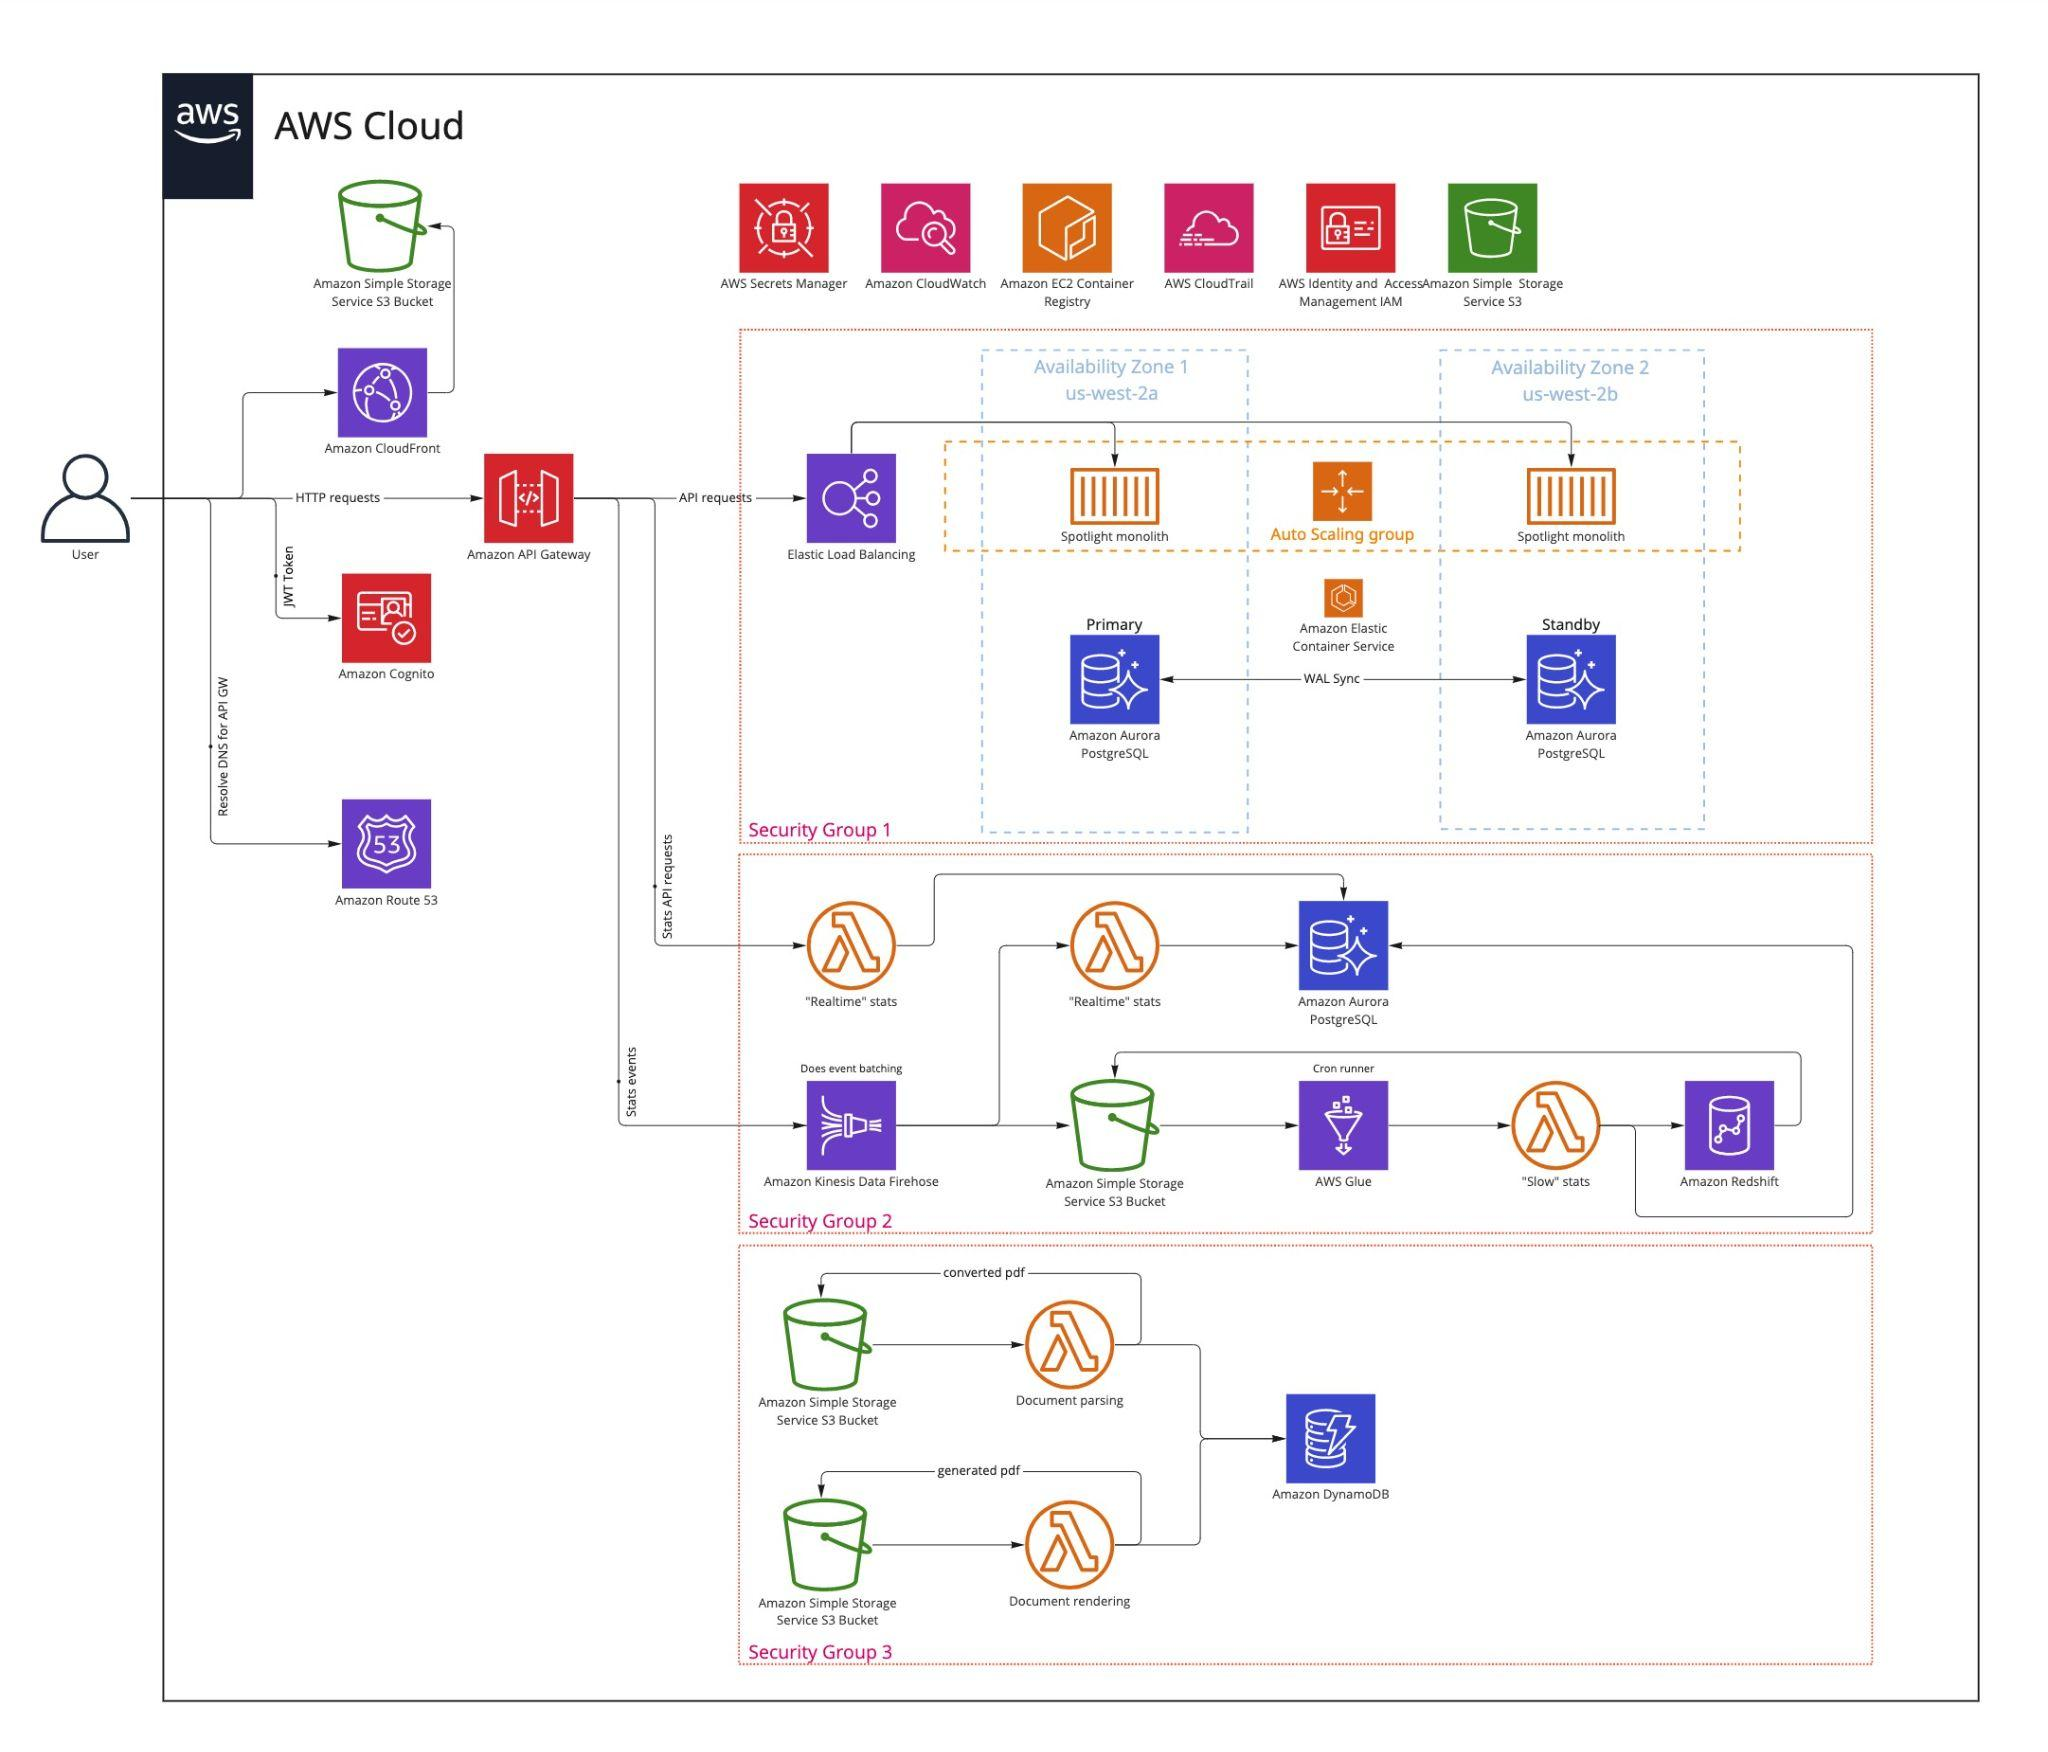 aws
AWS Cloud
Amazon Simple Storage
Service S3 Bucket
AWS Secrets Manager
Amazon CloudWatch
Amazon EC2 Container
Registry
AWS CloudTrail
AWS Identity and Access
Management IAM
Amazon Simple Storage
Service S3
Amazon CloudFront
User
HTTP requests
Amazon API Gateway
JWT Token
Amazon Cognito
Resolve DNS for API GW
53
Amazon Route 53
API requests
Stats API requests
Stats events
Availability Zone 1
us-west-2a
Availability Zone 2
us-west-2b
Elastic Load Balancing
Spotlight monolith
Auto Scaling group
Spotlight monolith
Amazon Elastic
Container Service
Primary
Standby
WAL Sync
Amazon Aurora
PostgreSQL
Amazon Aurora
PostgreSQL
Security Group 1
"Realtime" stats
"Realtime" stats
Amazon Aurora
PostgreSQL
Does event batching
Cron runner
Amazon Kinesis Data Firehose
Amazon Simple Storage
Service S3 Bucket
AWS Glue
"Slow" stats
Amazon Redshift
Security Group 2
converted pdf
Amazon Simple Storage
Service S3 Bucket
Document parsing
generated pdf
Amazon DynamoDB
Amazon Simple Storage
Service S3 Bucket
Document rendering
Security Group 3